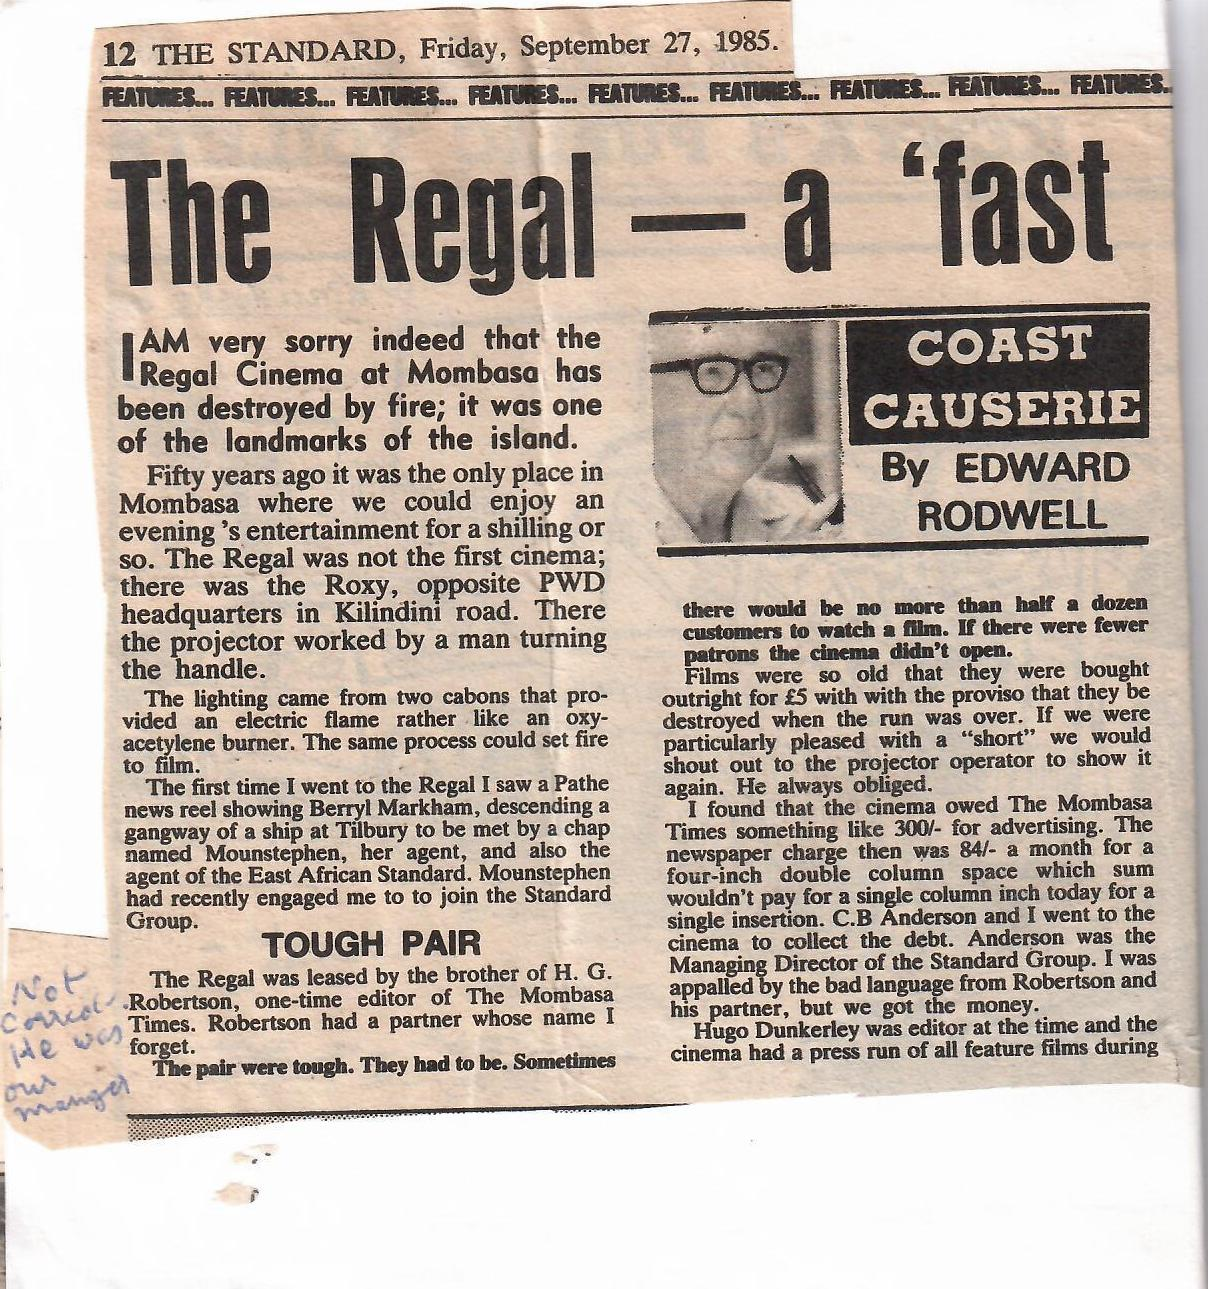 12 THE STANDARD, Friday, September 27, 1985.
FEATURES... FEATURES... FEATURES... FEATURES... FEATURES... FEATURES... FEATURES... FEATURES... FEATURES..
The Regal — a ‘fast
I AM very sorry indeed that the
Regal Cinema at Mombasa has
been destroyed by fire; it was one
of the landmarks of the island.
Fifty years ago it was the only place in
Mombasa where we could enjoy an
evening ’s entertainment for a shilling or
so. The Regal was not the first cinema;
there was the Roxy, opposite PWD
headquarters in Kilindini road. There
the projector worked by a man turning
the handle.
The lighting came from two cabons that pro-
vided an electric flame rather like an oxy-
acetylene burner. The same process could set fire
to film.
The first time I went to the Regal I saw a Pathe
news reel showing Berryl Markham, descending a
gangway of a ship at Tilbury to be met by a chap
named Mounstephen, her agent, and also the
agent of the East African Standard. Mounstephen
had recently engaged me to to join the Standard
Group.
TOUGH PAIR
The Regal was leased by the brother of H. G.
Robertson, one-time editor of The Mombasa
Times. Robertson had a partner whose name I
forget.
The pair were tough. They had to be. Sometimes
Not
Correct
He was
our
manger
COAST
CAUSERIE
By EDWARD
RODWELL
there would be no more than half a dozen
customers to watch a film. If there were fewer
patrons the cinema didn’t open.
Films were so old that they were bought
outright for £5 with with the proviso that they be
destroyed when the run was over. If we were
particularly pleased with a “short” we would
shout out to the projector operator to show it
again. He always obliged.
I found that the cinema owed The Mombasa
Times something like 300/- for advertising. The
newspaper charge then was 84/- a month for a
four-inch double column space which sum
wouldn’t pay for a single column inch today for a
single insertion. C.B Anderson and I went to the
cinema to collect the debt. Anderson was the
Managing Director of the Standard Group. I was
appalled by the bad language from Robertson and
his partner, but we got the money.
Hugo Dunkerley was editor at the time and the
cinema had a press run of all feature films during